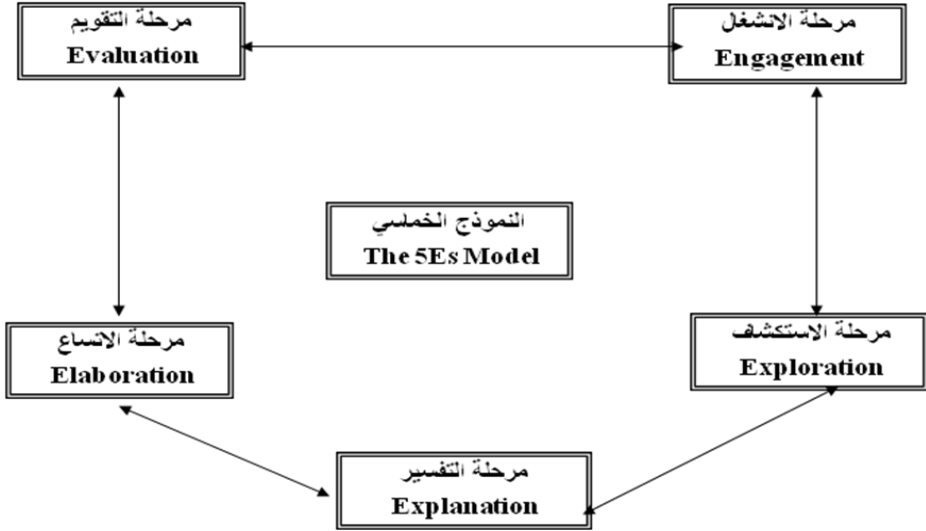 مرحلة التقويم
Evaluation
مرحلة الانشغال
Engagement
النموذج الخماسي
The 5Es Model
مرحلة الاتساع
Elaboration
مرحلة الاستكشاف
Exploration
مرحلة التفسير
Explanation